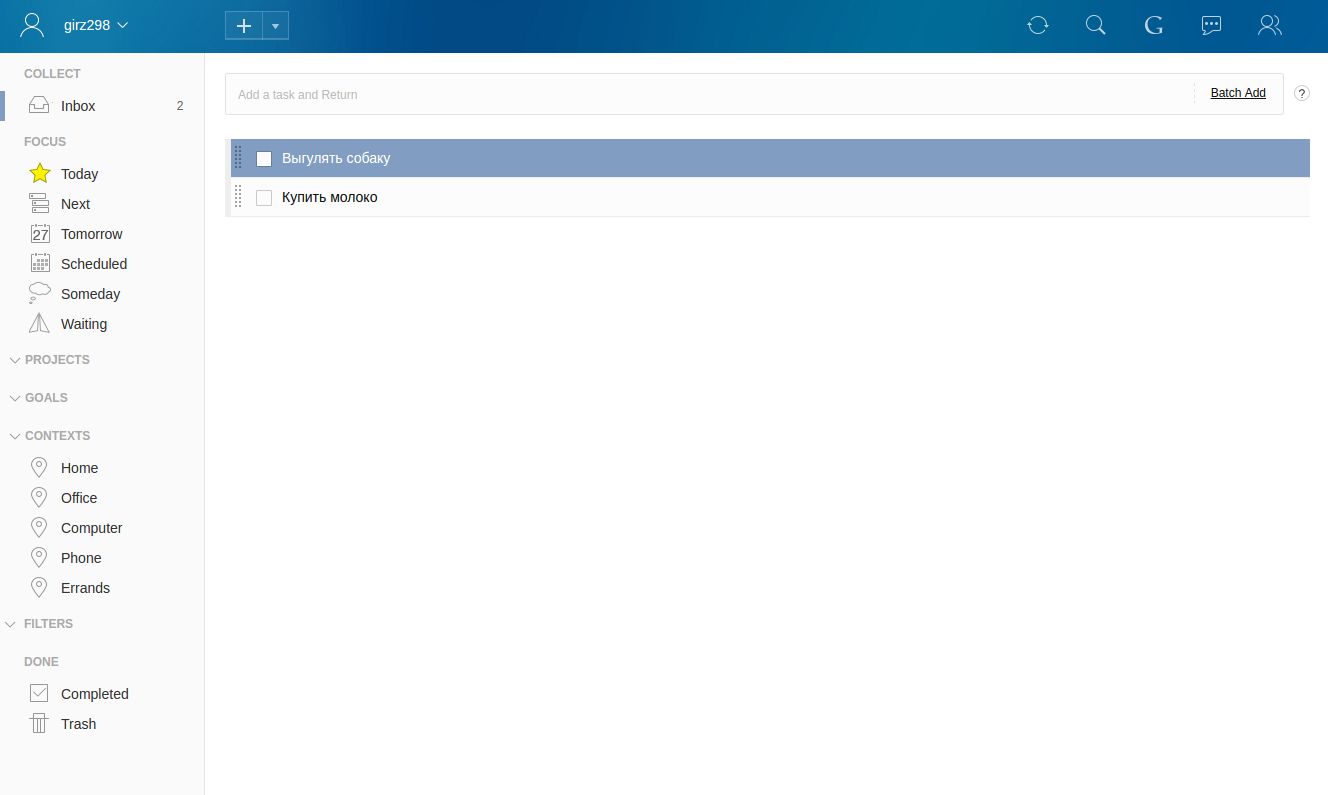 girz298
COLLECT
Inbox 2
FOCUS
Today
Next
27 Tomorrow
Scheduled
Someday
Waiting
PROJECTS
GOALS
CONTEXTS
Home
Office
Computer
Phone
Errands
FILTERS
DONE
Completed
Trash
G
Add a task and Return Batch Add ?
Выгулять собаку
Купить молоко